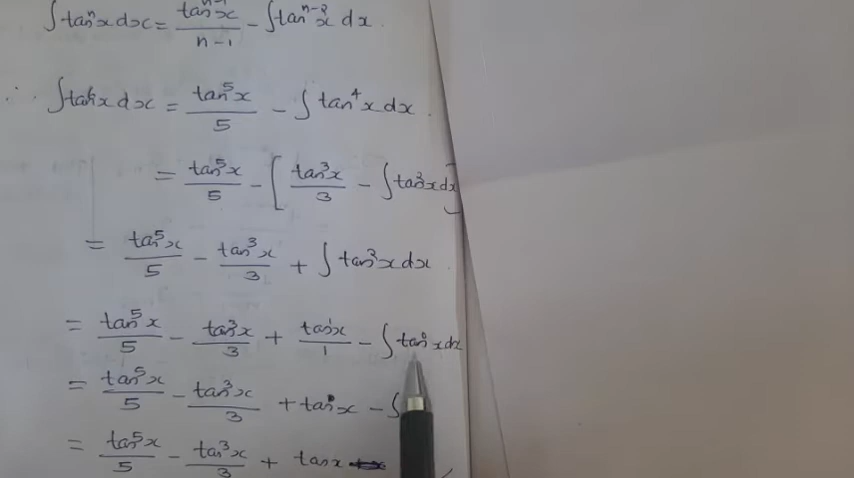 ∫tanⁿx dx = tanⁿ⁻¹x/n-1 - ∫tanⁿ⁻²x dx.
∴ ∫tan⁶x dx = tan⁵x/5 - ∫tan⁴x dx.
= tan⁵x/5 - [tan³x/3 - ∫tan²x dx]
= tan⁵x/5 - tan³x/3 + ∫tan²x dx.
= tan⁵x/5 - tan³x/3 + tan¹x/1 - ∫tan⁰x dx
= tan⁵x/5 - tan³x/3 + tan x - ∫
= tan⁵x/5 - tan³x/3 + tan x